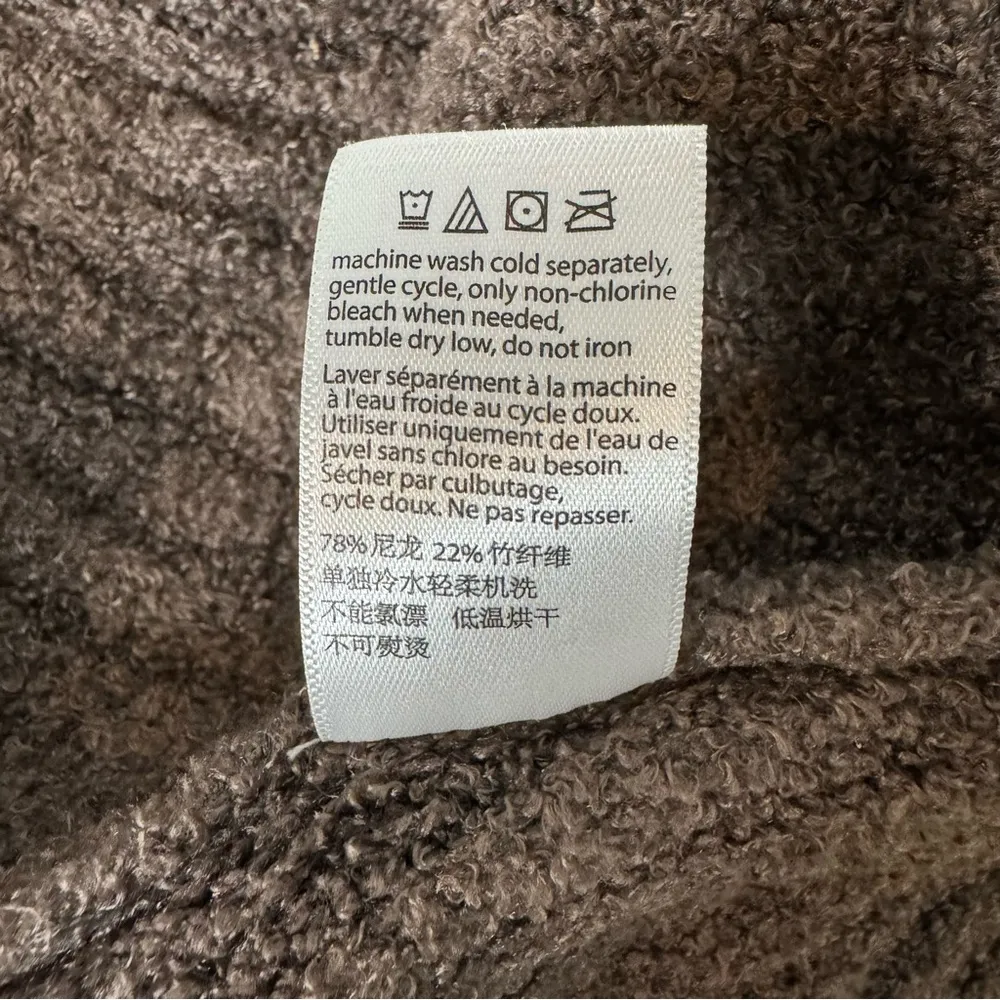 machine wash cold separately,
gentle cycle, only non-chlorine
bleach when needed,
tumble dry low, do not iron
Laver séparément à la machine
à l'eau froide au cycle doux.
Utiliser uniquement de l'eau de
javel sans chlore au besoin.
Sécher par culbutage,
cycle doux. Ne pas repasser.
78% 尼龙 22% 竹纤维
单独冷水轻柔机洗
不能氯漂 低温烘干
不可熨烫